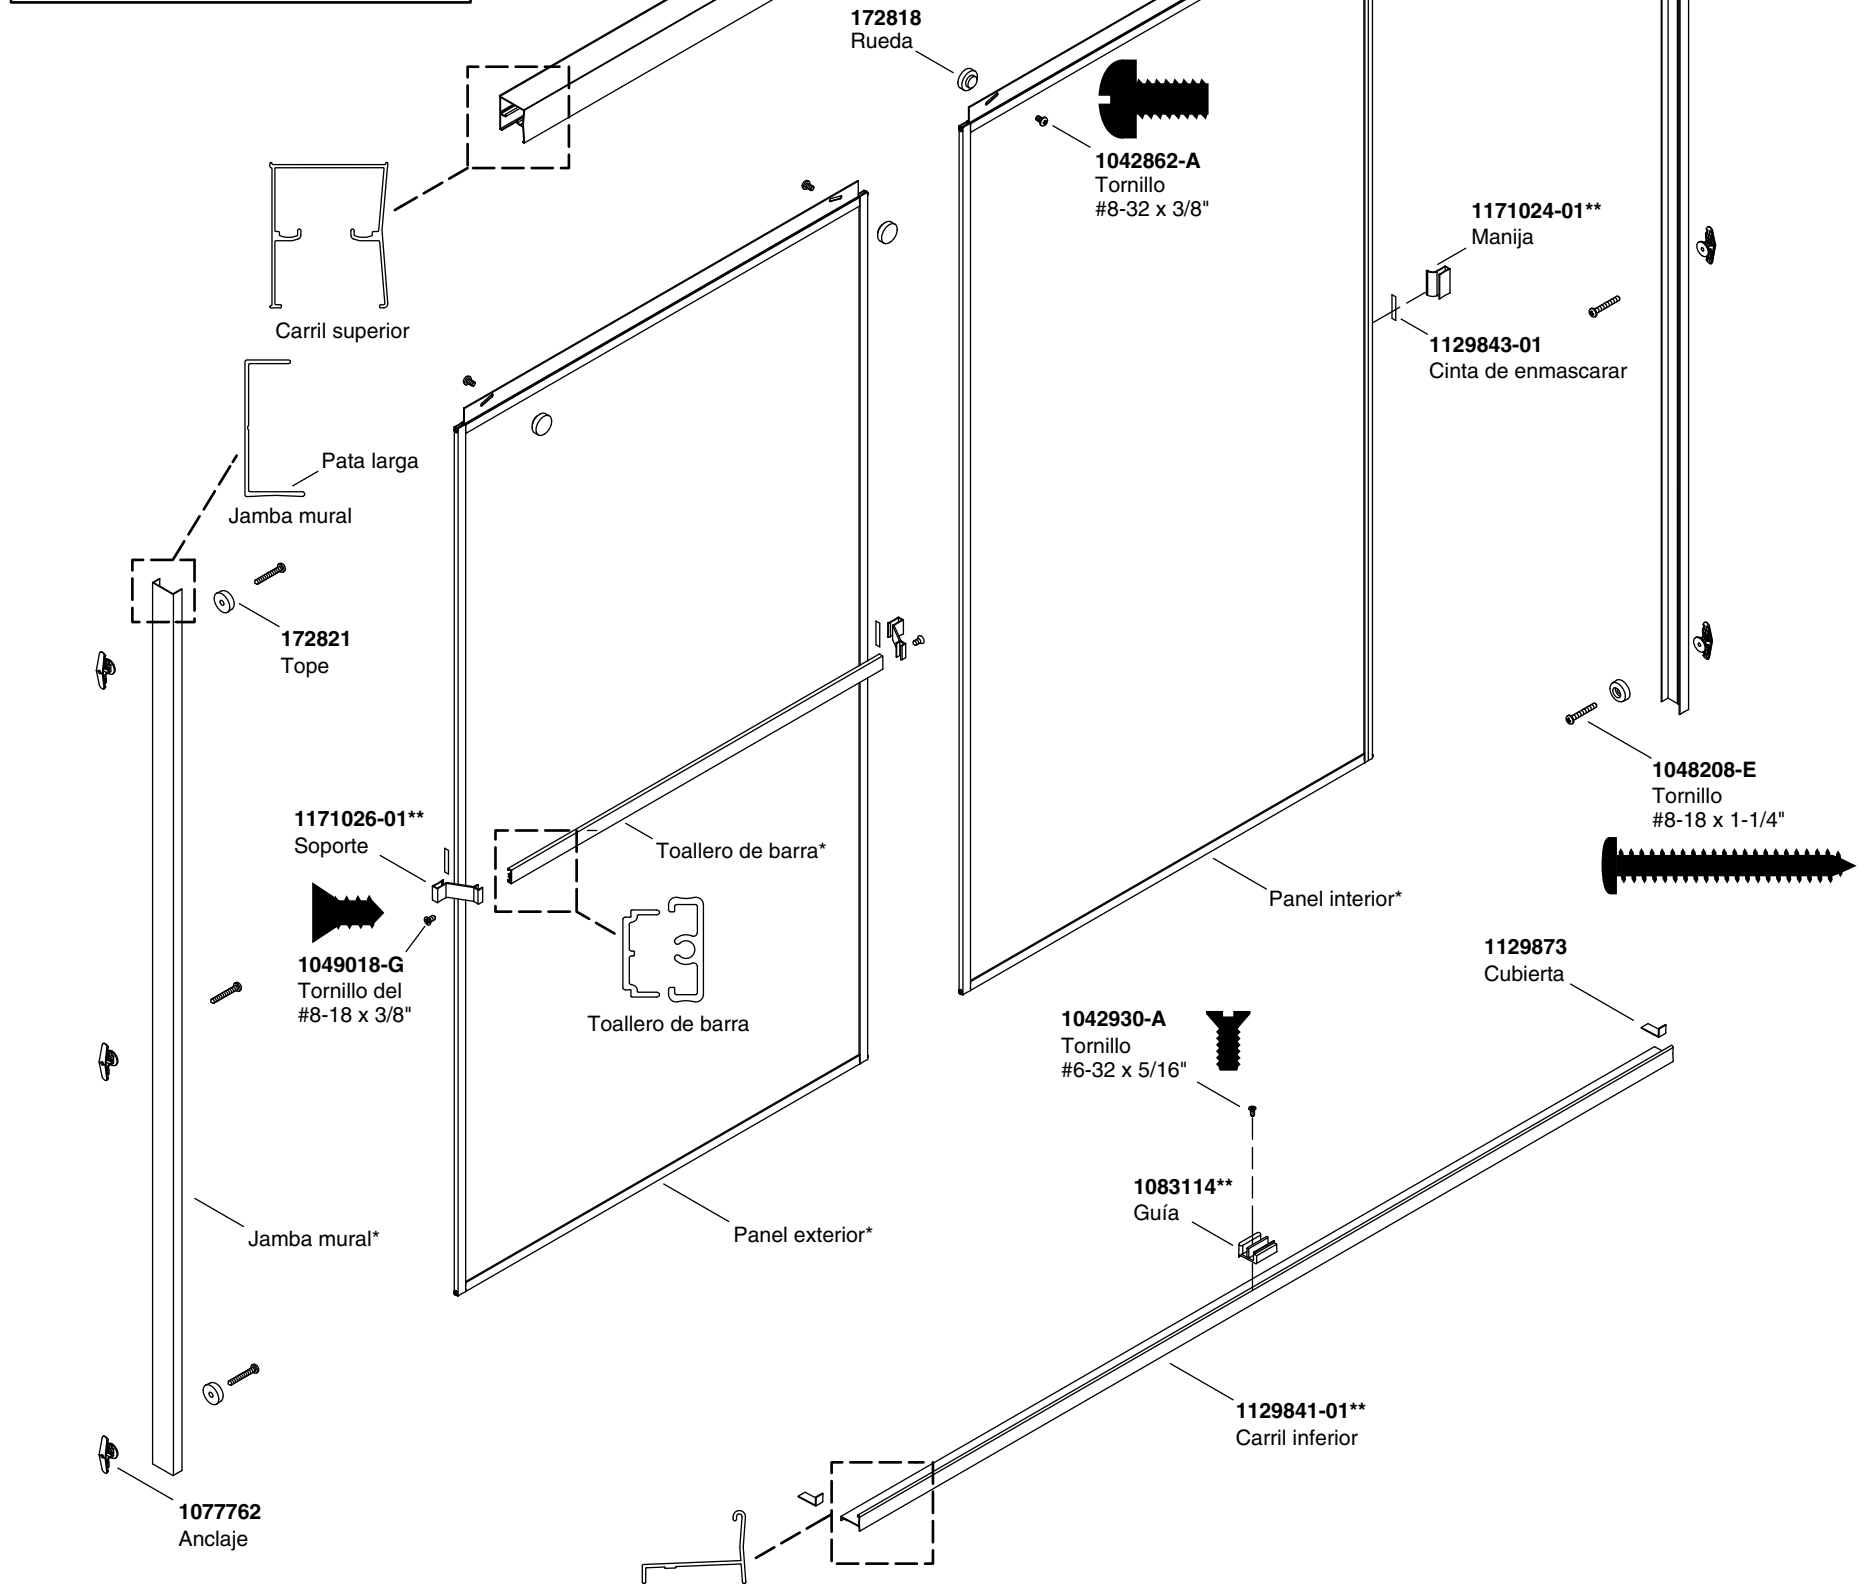 172818
Rueda
1042862-A
Tornillo
#8-32 x 3/8"
1171024-01**
Manija
Carril superior
1129843-01
Cinta de enmascarar
Pata larga
Jamba mural
172821
Tope
1048208-E
Tornillo
#8-18 x 1-1/4"
1171026-01**
Soporte
Toallero de barra*
Panel interior*
1129873
Cubierta
1049018-G
Tornillo del
#8-18 x 3/8"
Toallero de barra
1042930-A
Tornillo
#6-32 x 5/16"
1083114**
Guía
Jamba mural*
Panel exterior*
1129841-01**
Carril inferior
1077762
Anclaje